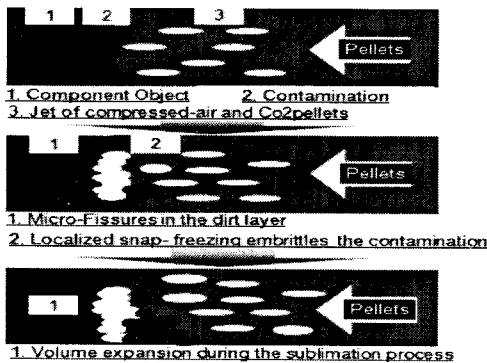 1 2 3
Pellets
1. Component Object 2. Contamination
3. Jet of compressed-air and Co2pellets
1 2
Pellets
1. Micro-Fissures in the dirt layer
2. Localized snap- freezing embrittles the contamination
1
Pellets
1. Volume expansion during the sublimation process